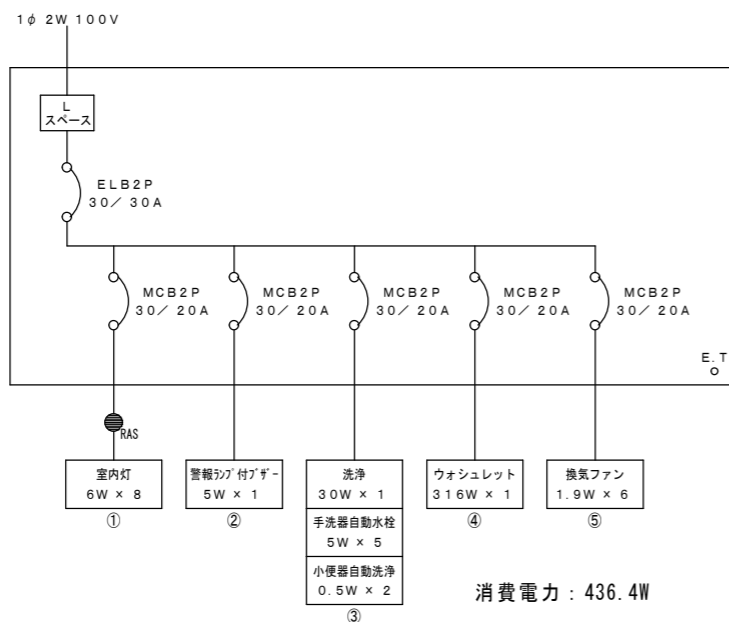 1φ 2W 100V
L
スペース
ELB2P
30/ 30A
MCB2P
30/ 20A
MCB2P
30/ 20A
MCB2P
30/ 20A
MCB2P
30/ 20A
MCB2P
30/ 20A
E.T
RAS
室内灯
6W × 8
①
警報ﾗﾝﾌﾟ付ﾌﾞｻﾞｰ
5W × 1
②
洗浄
30W × 1
手洗器自動水栓
5W × 5
小便器自動洗浄
0.5W × 2
③
ウォシュレット
316W × 1
④
換気ファン
1.9W × 6
⑤
消費電力：436.4W